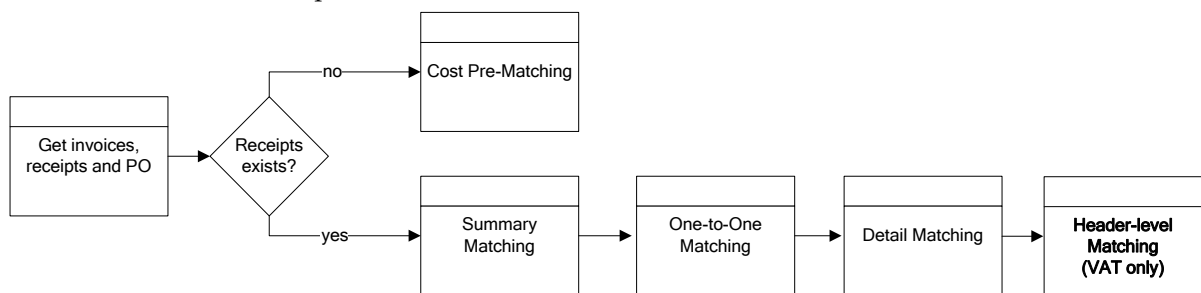 no
Cost Pre-Matching
Get invoices,
receipts and PO
Receipts
exists?
yes
Summary
Matching
One-to-One
Matching
Detail Matching
Header-level
Matching
(VAT only)